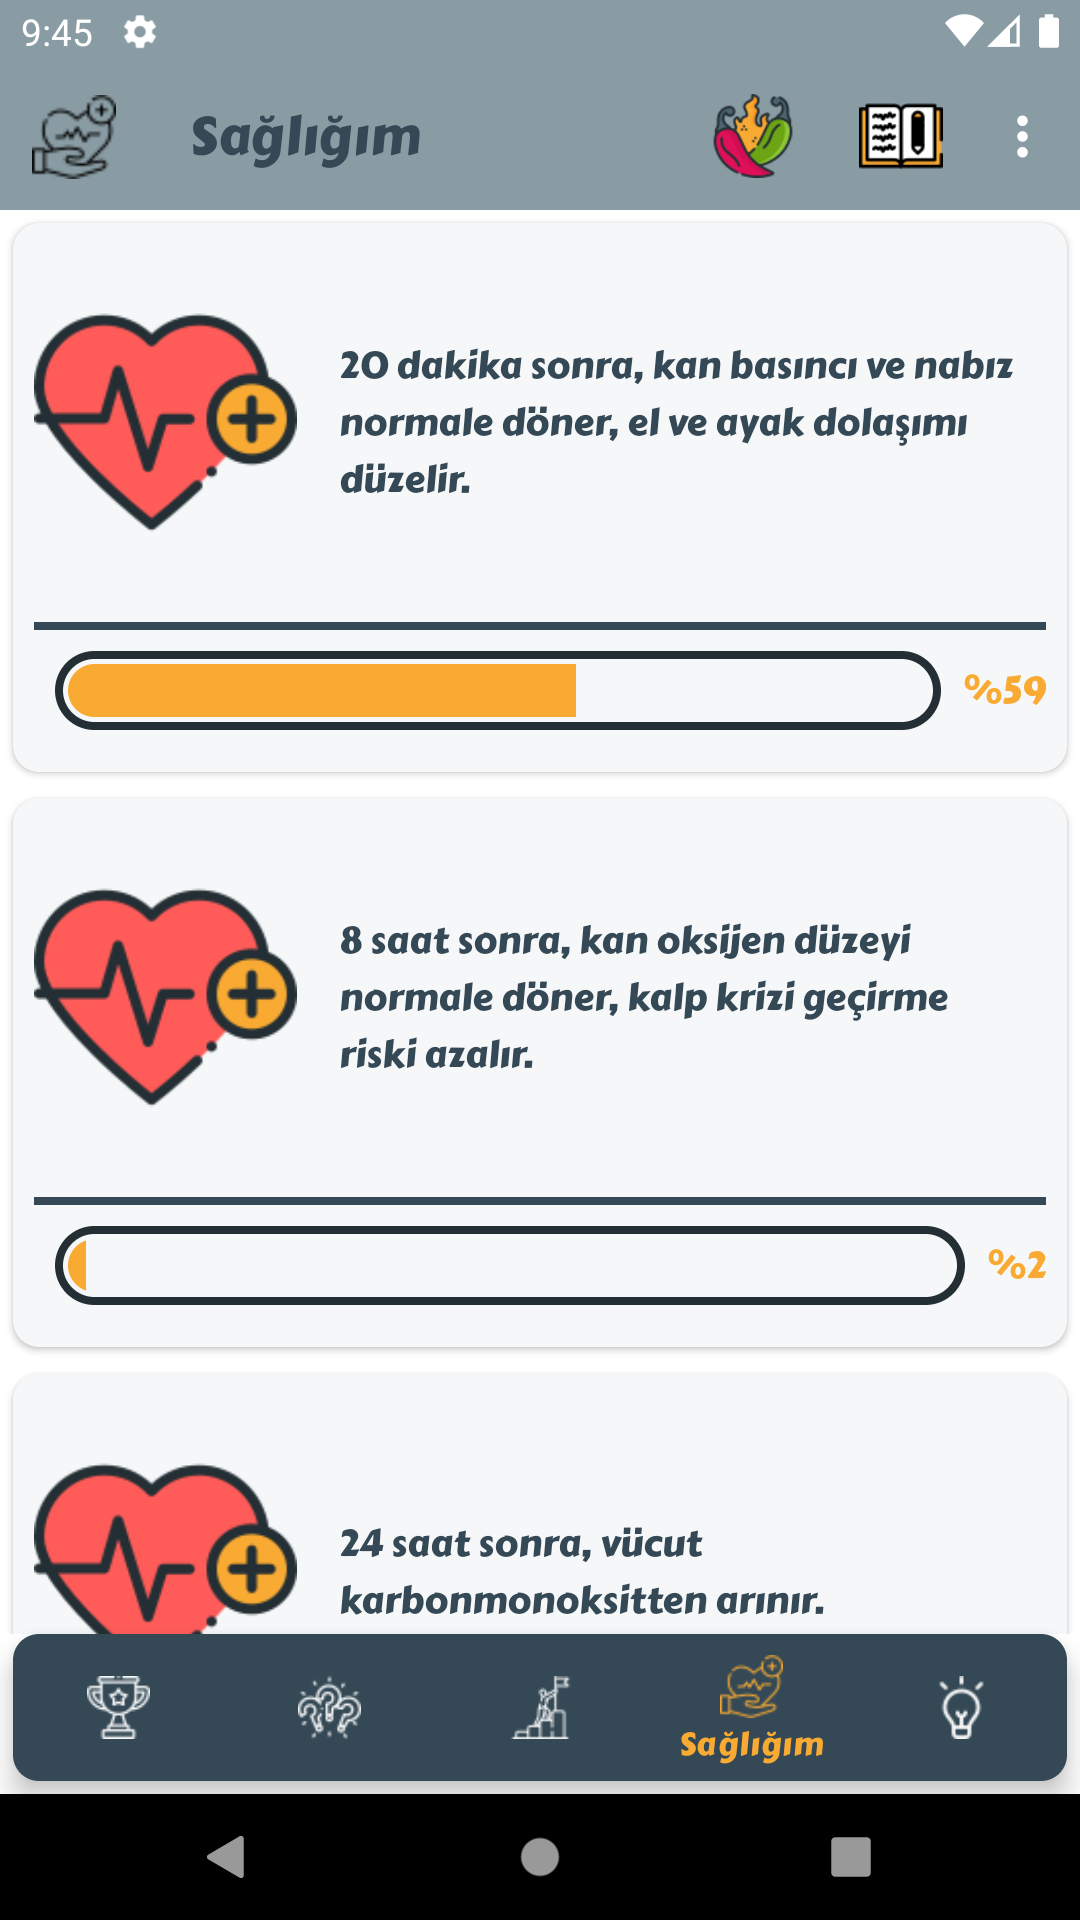 9:45
Sağlığım
20 dakika sonra, kan basıncı ve nabız
normale döner, el ve ayak dolaşımı
düzelir.
%59
8 saat sonra, kan oksijen düzeyi
normale döner, kalp krizi geçirme
riski azalır.
%2
24 saat sonra, vücut
karbonmonoksitten arınır.
Sağlığım